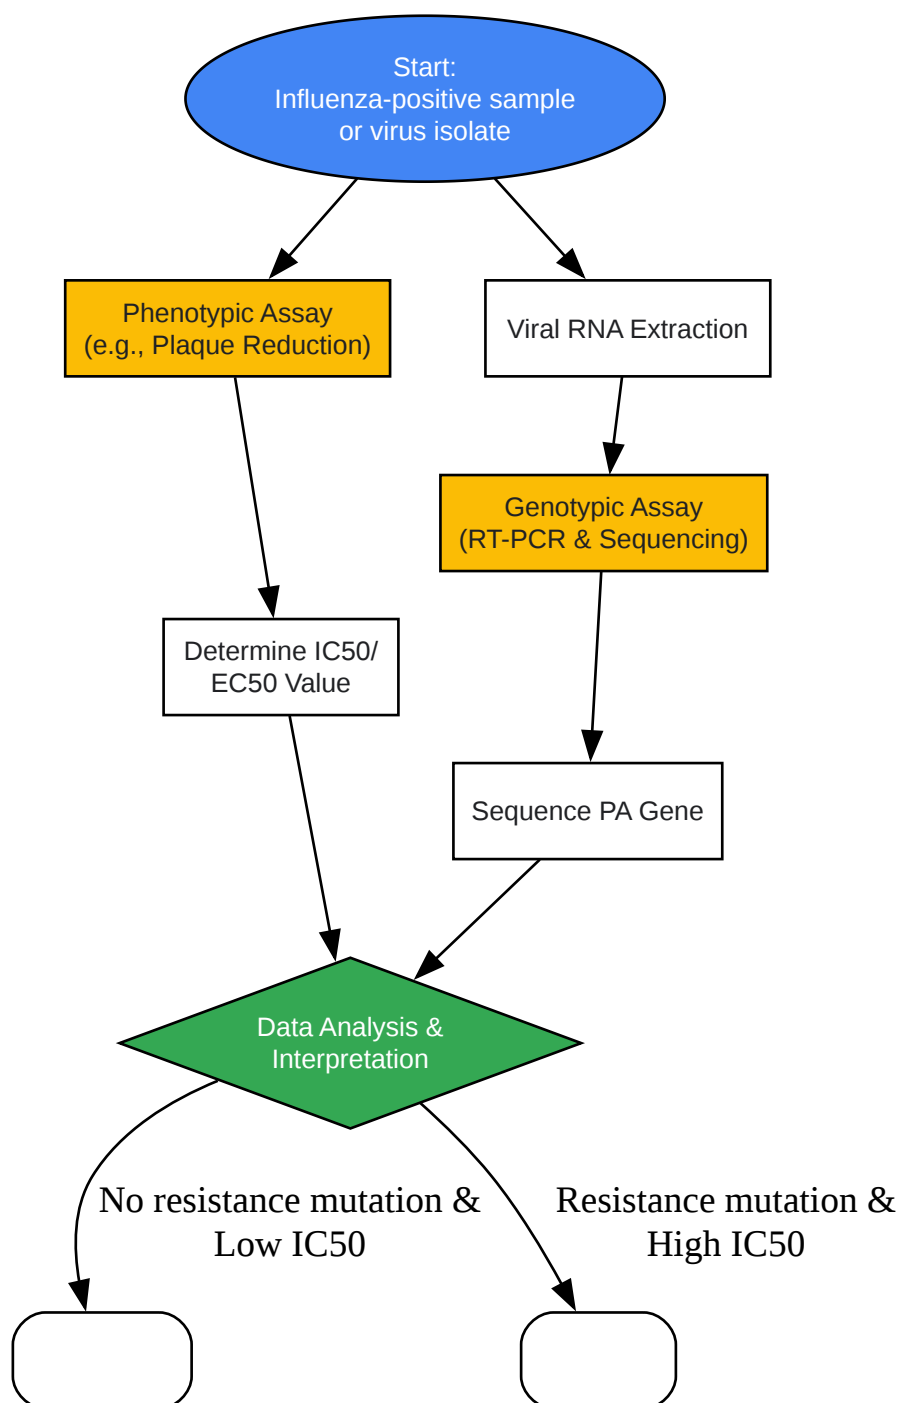 Start:
Influenza-positive sample
or virus isolate
Phenotypic Assay
(e.g., Plaque Reduction)
Viral RNA Extraction
Genotypic Assay
(RT-PCR & Sequencing)
Determine IC50/
EC50 Value
Sequence PA Gene
Data Analysis &
Interpretation
No resistance mutation &
Low IC50
Resistance mutation &
High IC50